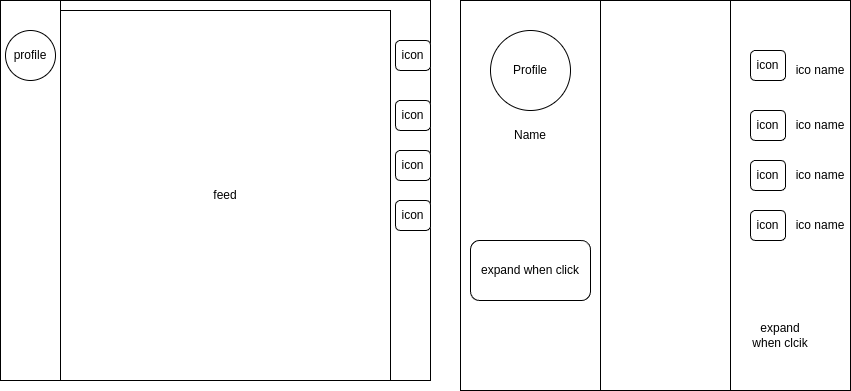 profile
icon
icon
icon
icon
feed
Profile
Name
expand when click
icon
ico name
icon
ico name
icon
ico name
icon
ico name
expand
when clcik